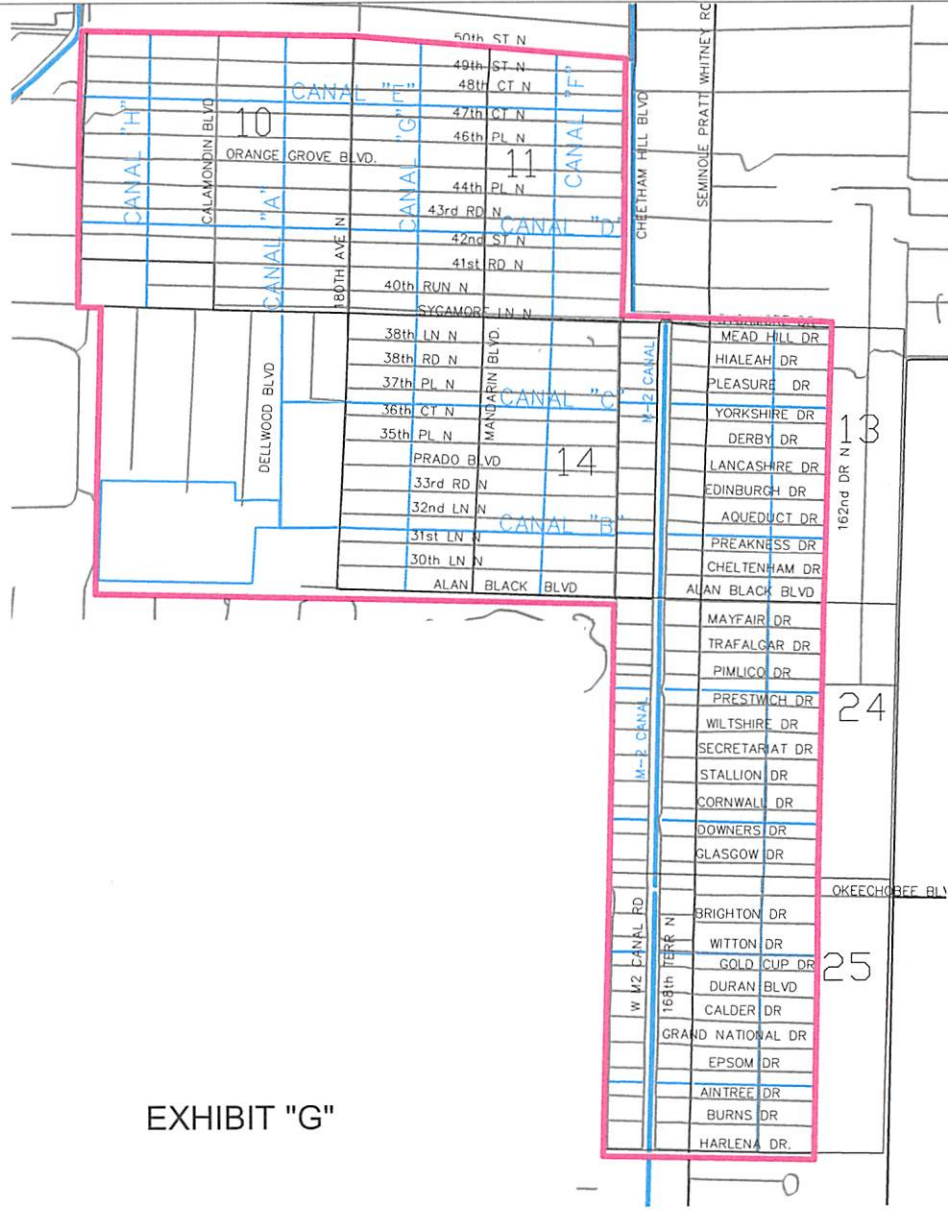 50th ST N
49th ST N
48th CT N
CANAL "E"
47th CT N
46th PL N
10
11
ORANGE GROVE BLVD.
44th PL N
43rd RD N
CANAL "D"
42nd ST N
41st RD N
40th RUN N
SYCAMORE LN N
CANAL "H"
CALAMONDIN BLVD
CANAL "A"
180TH AVE N
CANAL "G"
CANAL "F"
CHEETHAM HILL BLVD
SEMINOLE PRATT WHITNEY RD
38th LN N
38th RD N
37th PL N
CANAL "C"
36th CT N
35th PL N
PRADO BLVD
14
33rd RD N
32nd LN N
CANAL "B"
31st LN N
30th LN N
ALAN BLACK BLVD
DELLWOOD BLVD
MANDARIN BLVD.
M-2 CANAL
MEAD HILL DR
HIALEAH DR
PLEASURE DR
YORKSHIRE DR
13
DERBY DR
LANCASHIRE DR
EDINBURGH DR
AQUEDUCT DR
PREAKNESS DR
CHELTENHAM DR
ALAN BLACK BLVD
162nd DR N
MAYFAIR DR
TRAFALGAR DR
PIMLICO DR
PRESTWICH DR
24
WILTSHIRE DR
SECRETARIAT DR
STALLION DR
CORNWALL DR
DOWNERS DR
GLASGOW DR
M-2 CANAL
OKEECHOBEE BLV
BRIGHTON DR
WITTON DR
GOLD CUP DR
25
DURAN BLVD
CALDER DR
GRAND NATIONAL DR
EPSOM DR
AINTREE DR
BURNS DR
HARLENA DR.
W M2 CANAL RD
168th TERR N
EXHIBIT "G"